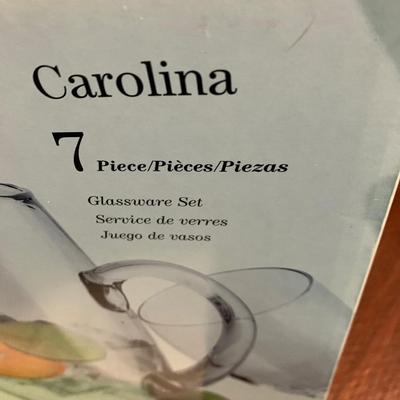 Carolina
7 Piece/Pièces/Piezas
Glassware Set
Service de verres
Juego de vasos